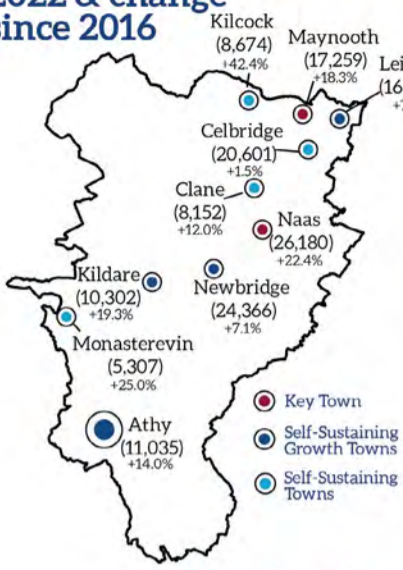 2022 & change
since 2016
Kilcock
(8,674)
+42.4%
Maynooth
(17,259)
+18.3%
Celbridge
(20,601)
+1.5%
Clane
(8,152)
+12.0%
Naas
(26,180)
+22.4%
Kildare
(10,302)
+19.3%
Newbridge
(24,366)
+7.1%
Monasterevin
(5,307)
+25.0%
Athy
(11,035)
+14.0%
Key Town
Self-Sustaining
Growth Towns
Self-Sustaining
Towns